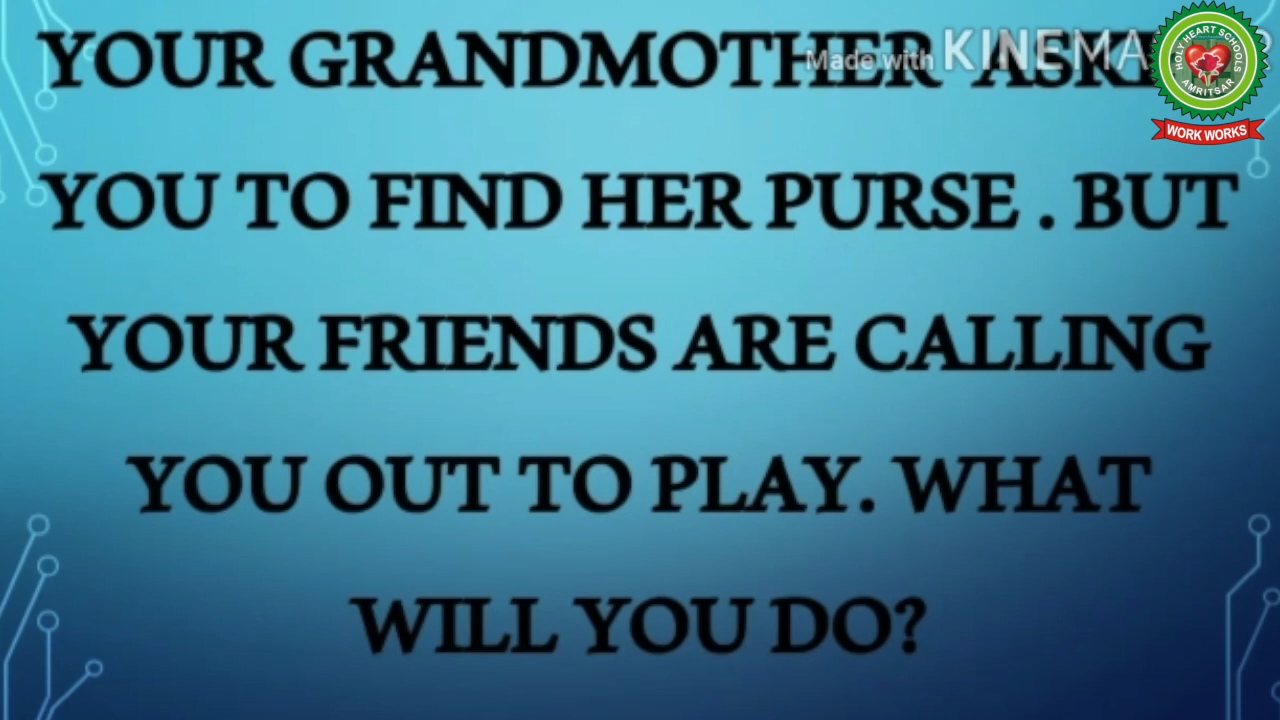 YOUR GRANDMOTHER
Made with KINEMA
HOLY HEART SCHOOLS
AMRITSAR
WORK WORKS
YOU TO FIND HER PURSE . BUT
YOUR FRIENDS ARE CALLING
YOU OUT TO PLAY. WHAT
WILL YOU DO?